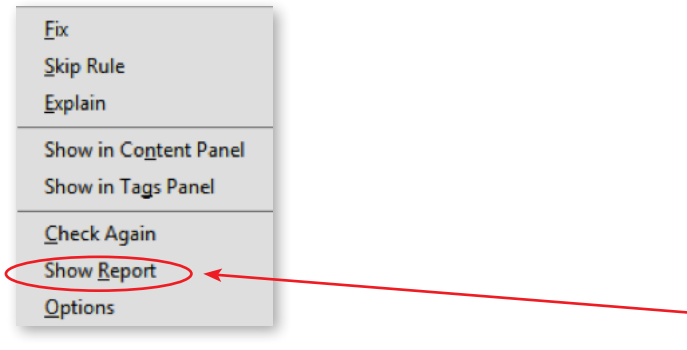 Fix
Skip Rule
Explain
Show in Content Panel
Show in Tags Panel
Check Again
Show Report
Options